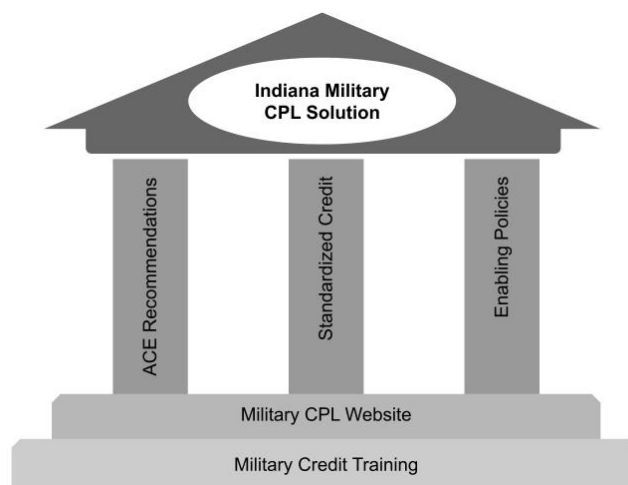 Indiana Military
CPL Solution
ACE Recommendations
Standardized Credit
Enabling Policies
Military CPL Website
Military Credit Training